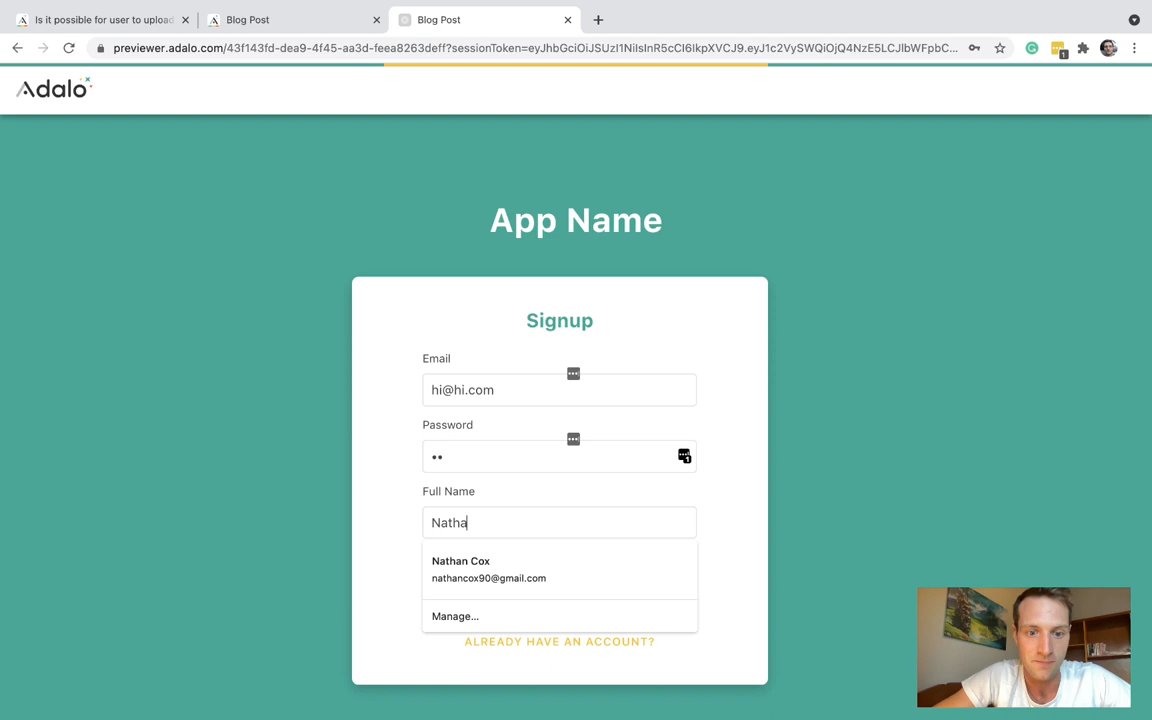 Is it possible for user to upload
Blog Post
Blog Post
previewer.adalo.com/43f143fd-dea9-4f45-aa3d-feea8263deff?sessionToken=eyJhbGciOiJSUzI1NiIsInR5cCI6IkpXVCJ9.eyJ1c2VySWQiOjQ4NzE5LCJlbWFpbC...
1
Adalo
App Name
Signup
Email
hi@hi.com
Password
1
Full Name
Natha
Nathan Cox
nathancox90@gmail.com
Manage...
ALREADY HAVE AN ACCOUNT?